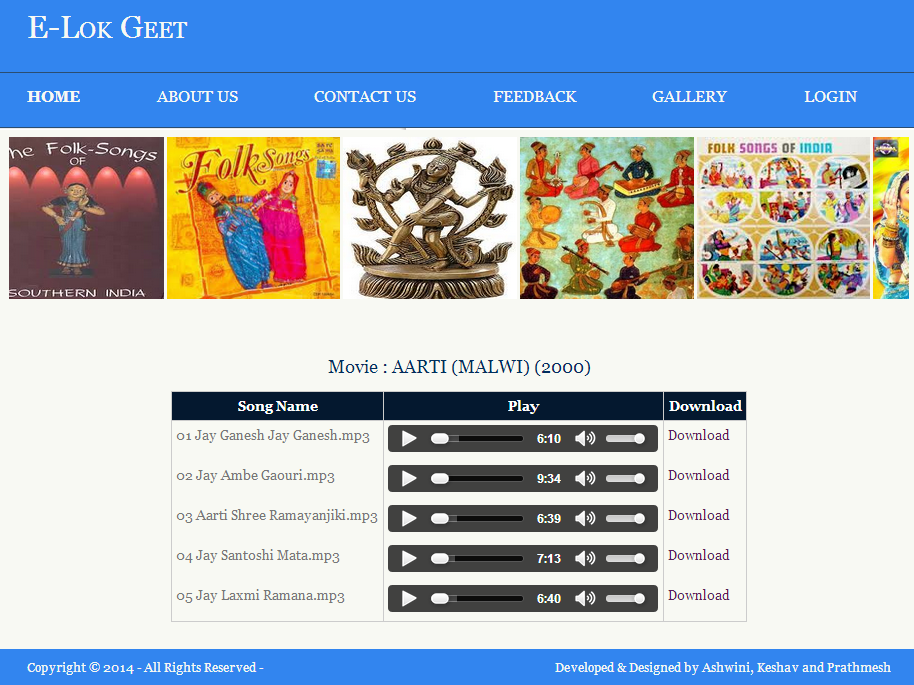 E-Lok Geet
HOME ABOUT US CONTACT US FEEDBACK GALLERY LOGIN
he Folk-Songs
OF
SOUTHERN INDIA
Folk Songs
FOLK SONGS OF INDIA
Movie : AARTI (MALWI) (2000)
Song Name Play Download
01 Jay Ganesh Jay Ganesh.mp3 6:10 Download
02 Jay Ambe Gaouri.mp3 9:34 Download
03 Aarti Shree Ramayanjiki.mp3 6:39 Download
04 Jay Santoshi Mata.mp3 7:13 Download
05 Jay Laxmi Ramana.mp3 6:40 Download
Copyright © 2014 - All Rights Reserved -
Developed & Designed by Ashwini, Keshav and Prathmesh